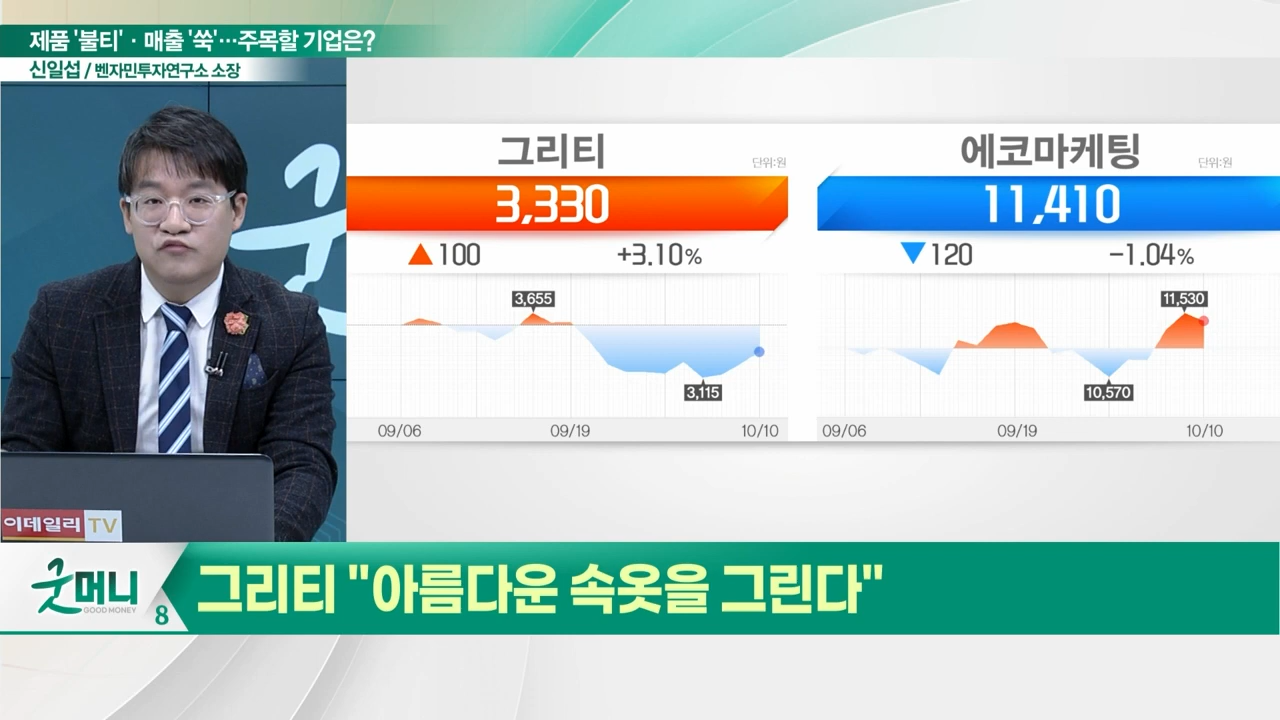 제품 '불티' · 매출 '쑥'…주목할 기업은?
신일섭 / 벤자민투자연구소 소장
그리티
단위:원
3,330
▲100 +3.10%
3,655
3,115
09/06 09/19 10/10
에코마케팅
단위:원
11,410
▼120 -1.04%
11,530
10,570
09/06 09/19 10/10
이데일리 TV
굿머니
GOOD MONEY
8
그리티 "아름다운 속옷을 그린다"